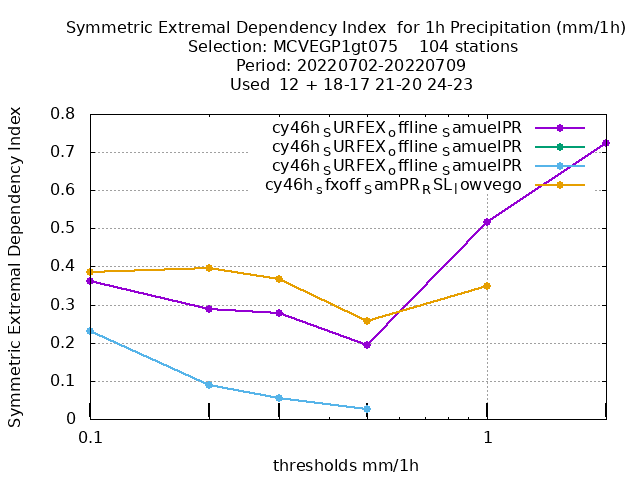 Symmetric Extremal Dependency Index  for 1h Precipitation (mm/1h)
Selection: MCVEGP1gt075    104 stations
Period: 20220702-20220709
Used  12 + 18-17 21-20 24-23
Symmetric Extremal Dependency Index
0.8
0.7
0.6
0.5
0.4
0.3
0.2
0.1
0
cy46h_SURFEX_offline_SamuelPR
cy46h_SURFEX_offline_SamuelPR
cy46h_SURFEX_offline_SamuelPR
cy46h_sfxoff_SamPR_RSL_lowvego
0.1 1
thresholds mm/1h